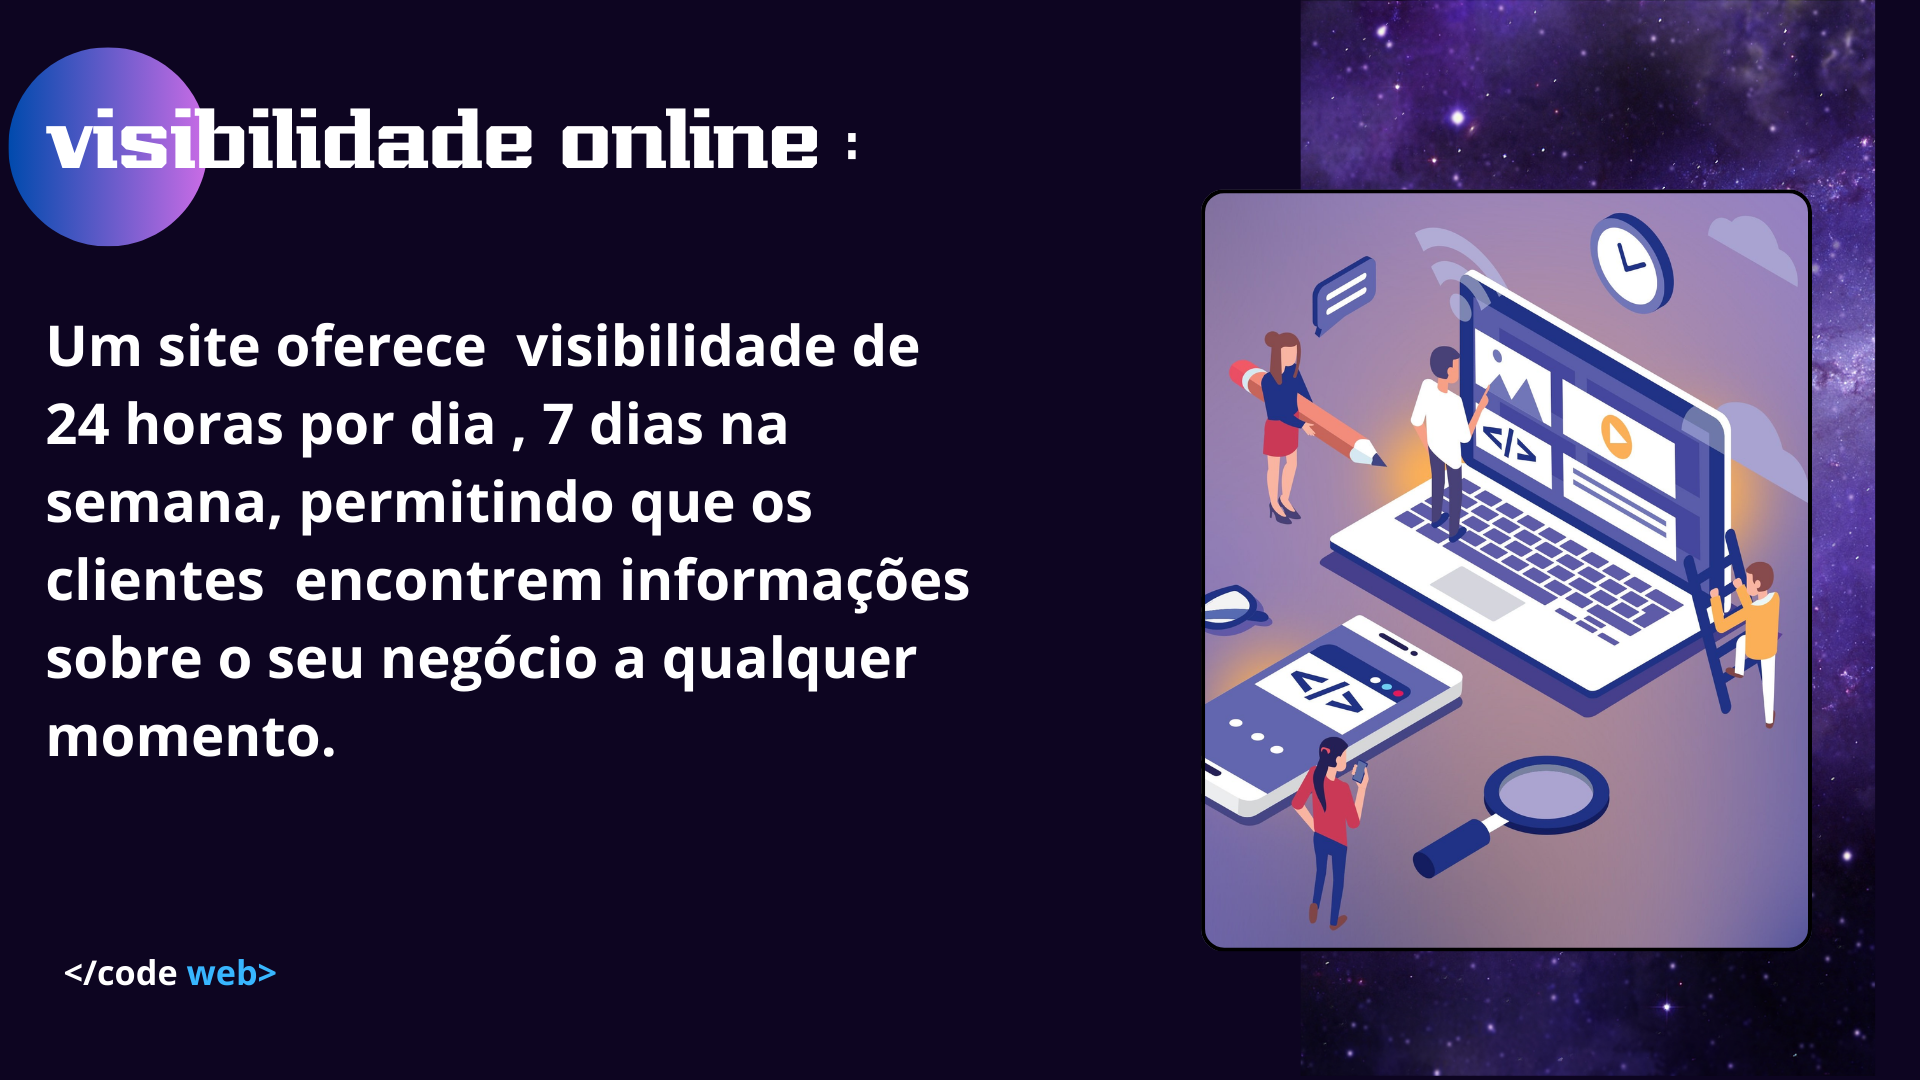 visibilidade online :
Um site oferece  visibilidade de
24 horas por dia , 7 dias na
semana, permitindo que os
clientes  encontrem informações
sobre o seu negócio a qualquer
momento.
</>
</>
</code web>